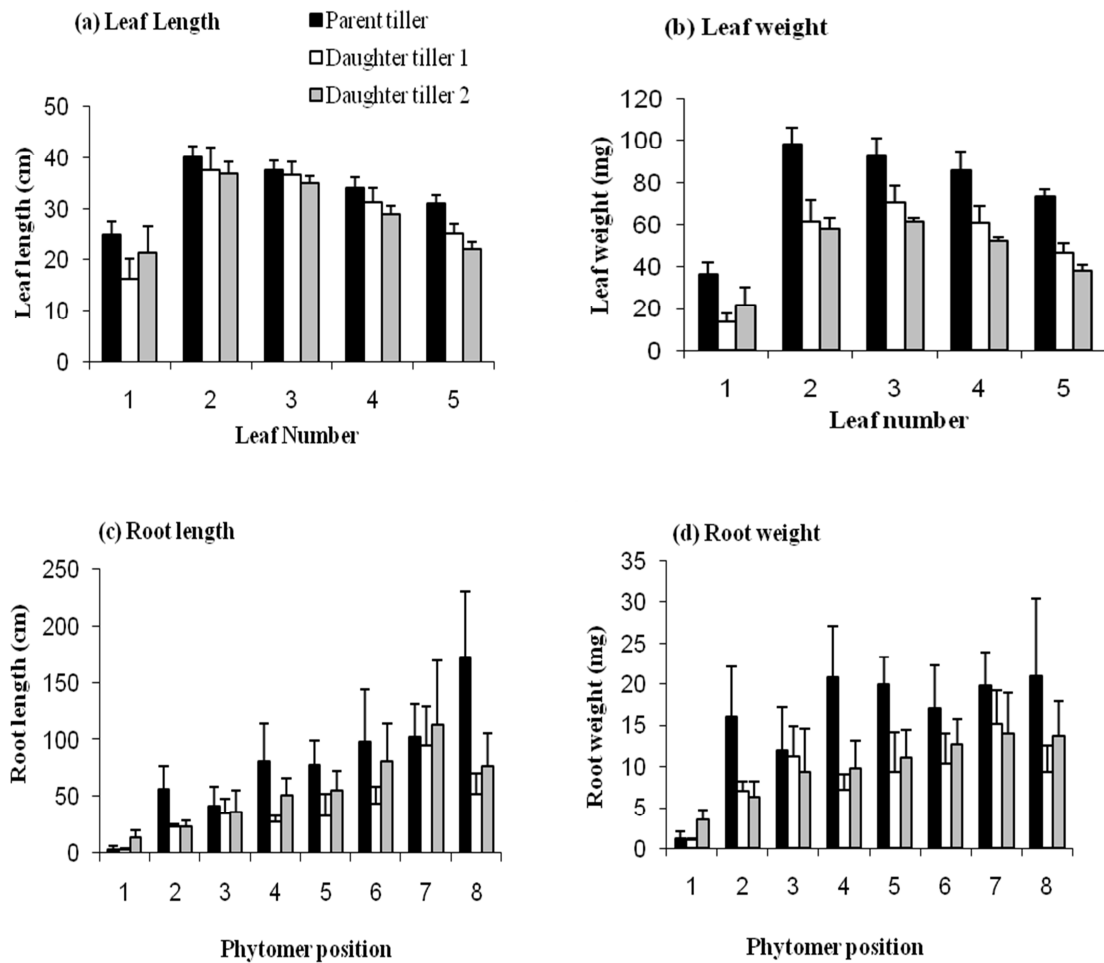 (a) Leaf Length
Parent tiller
Daughter tiller 1
Daughter tiller 2
Leaf length (cm)
50
40
30
20
10
0
1 2 3 4 5
Leaf Number
(b) Leaf weight
Leaf weight (mg)
120
100
80
60
40
20
0
1 2 3 4 5
Leaf number
(c) Root length
Root length (cm)
250
200
150
100
50
0
1 2 3 4 5 6 7 8
Phytomer position
(d) Root weight
Root weight (mg)
35
30
25
20
15
10
5
0
1 2 3 4 5 6 7 8
Phytomer position